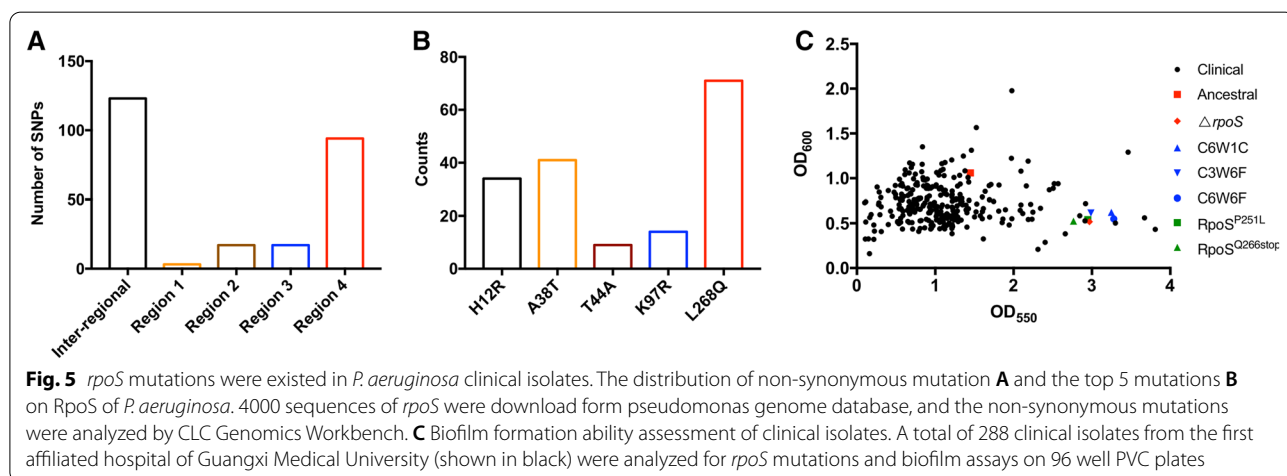 A
Number of SNPs
150
100
50
0
Inter-regional
Region 1
Region 2
Region 3
Region 4
B
Counts
80
60
40
20
0
H12R
A38T
T44A
K97R
L268Q
C
OD600
2.5
2.0
1.5
1.0
0.5
0.0
0 1 2 3 4
OD550
Clinical
Ancestral
△rpoS
C6W1C
C3W6F
C6W6F
RpoSP251L
RpoSQ266stop
Fig. 5 rpoS mutations were existed in P. aeruginosa clinical isolates. The distribution of non-synonymous mutation A and the top 5 mutations B
on RpoS of P. aeruginosa. 4000 sequences of rpoS were download form pseudomonas genome database, and the non-synonymous mutations
were analyzed by CLC Genomics Workbench. C Biofilm formation ability assessment of clinical isolates. A total of 288 clinical isolates from the first
affiliated hospital of Guangxi Medical University (shown in black) were analyzed for rpoS mutations and biofilm assays on 96 well PVC plates